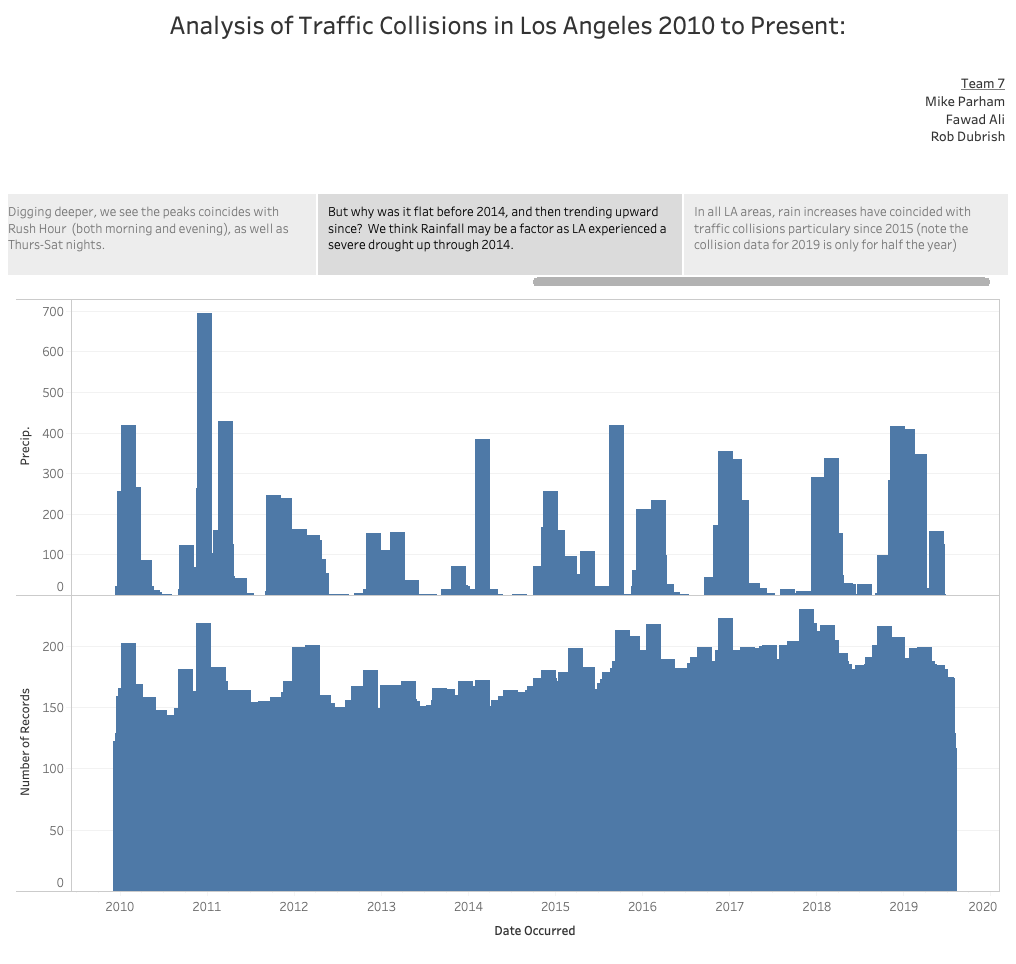 Analysis of Traffic Collisions in Los Angeles 2010 to Present:
Team 7
Mike Parham
Fawad Ali
Rob Dubrish
Digging deeper, we see the peaks coincides with
Rush Hour (both morning and evening), as well as
Thurs-Sat nights.
But why was it flat before 2014, and then trending upward
since? We think Rainfall may be a factor as LA experienced a
severe drought up through 2014.
In all LA areas, rain increases have coincided with
traffic collisions particulary since 2015 (note the
collision data for 2019 is only for half the year)
700
600
500
400
300
200
100
0
Precip.
200
150
100
50
0
Number of Records
2010 2011 2012 2013 2014 2015 2016 2017 2018 2019 2020
Date Occurred